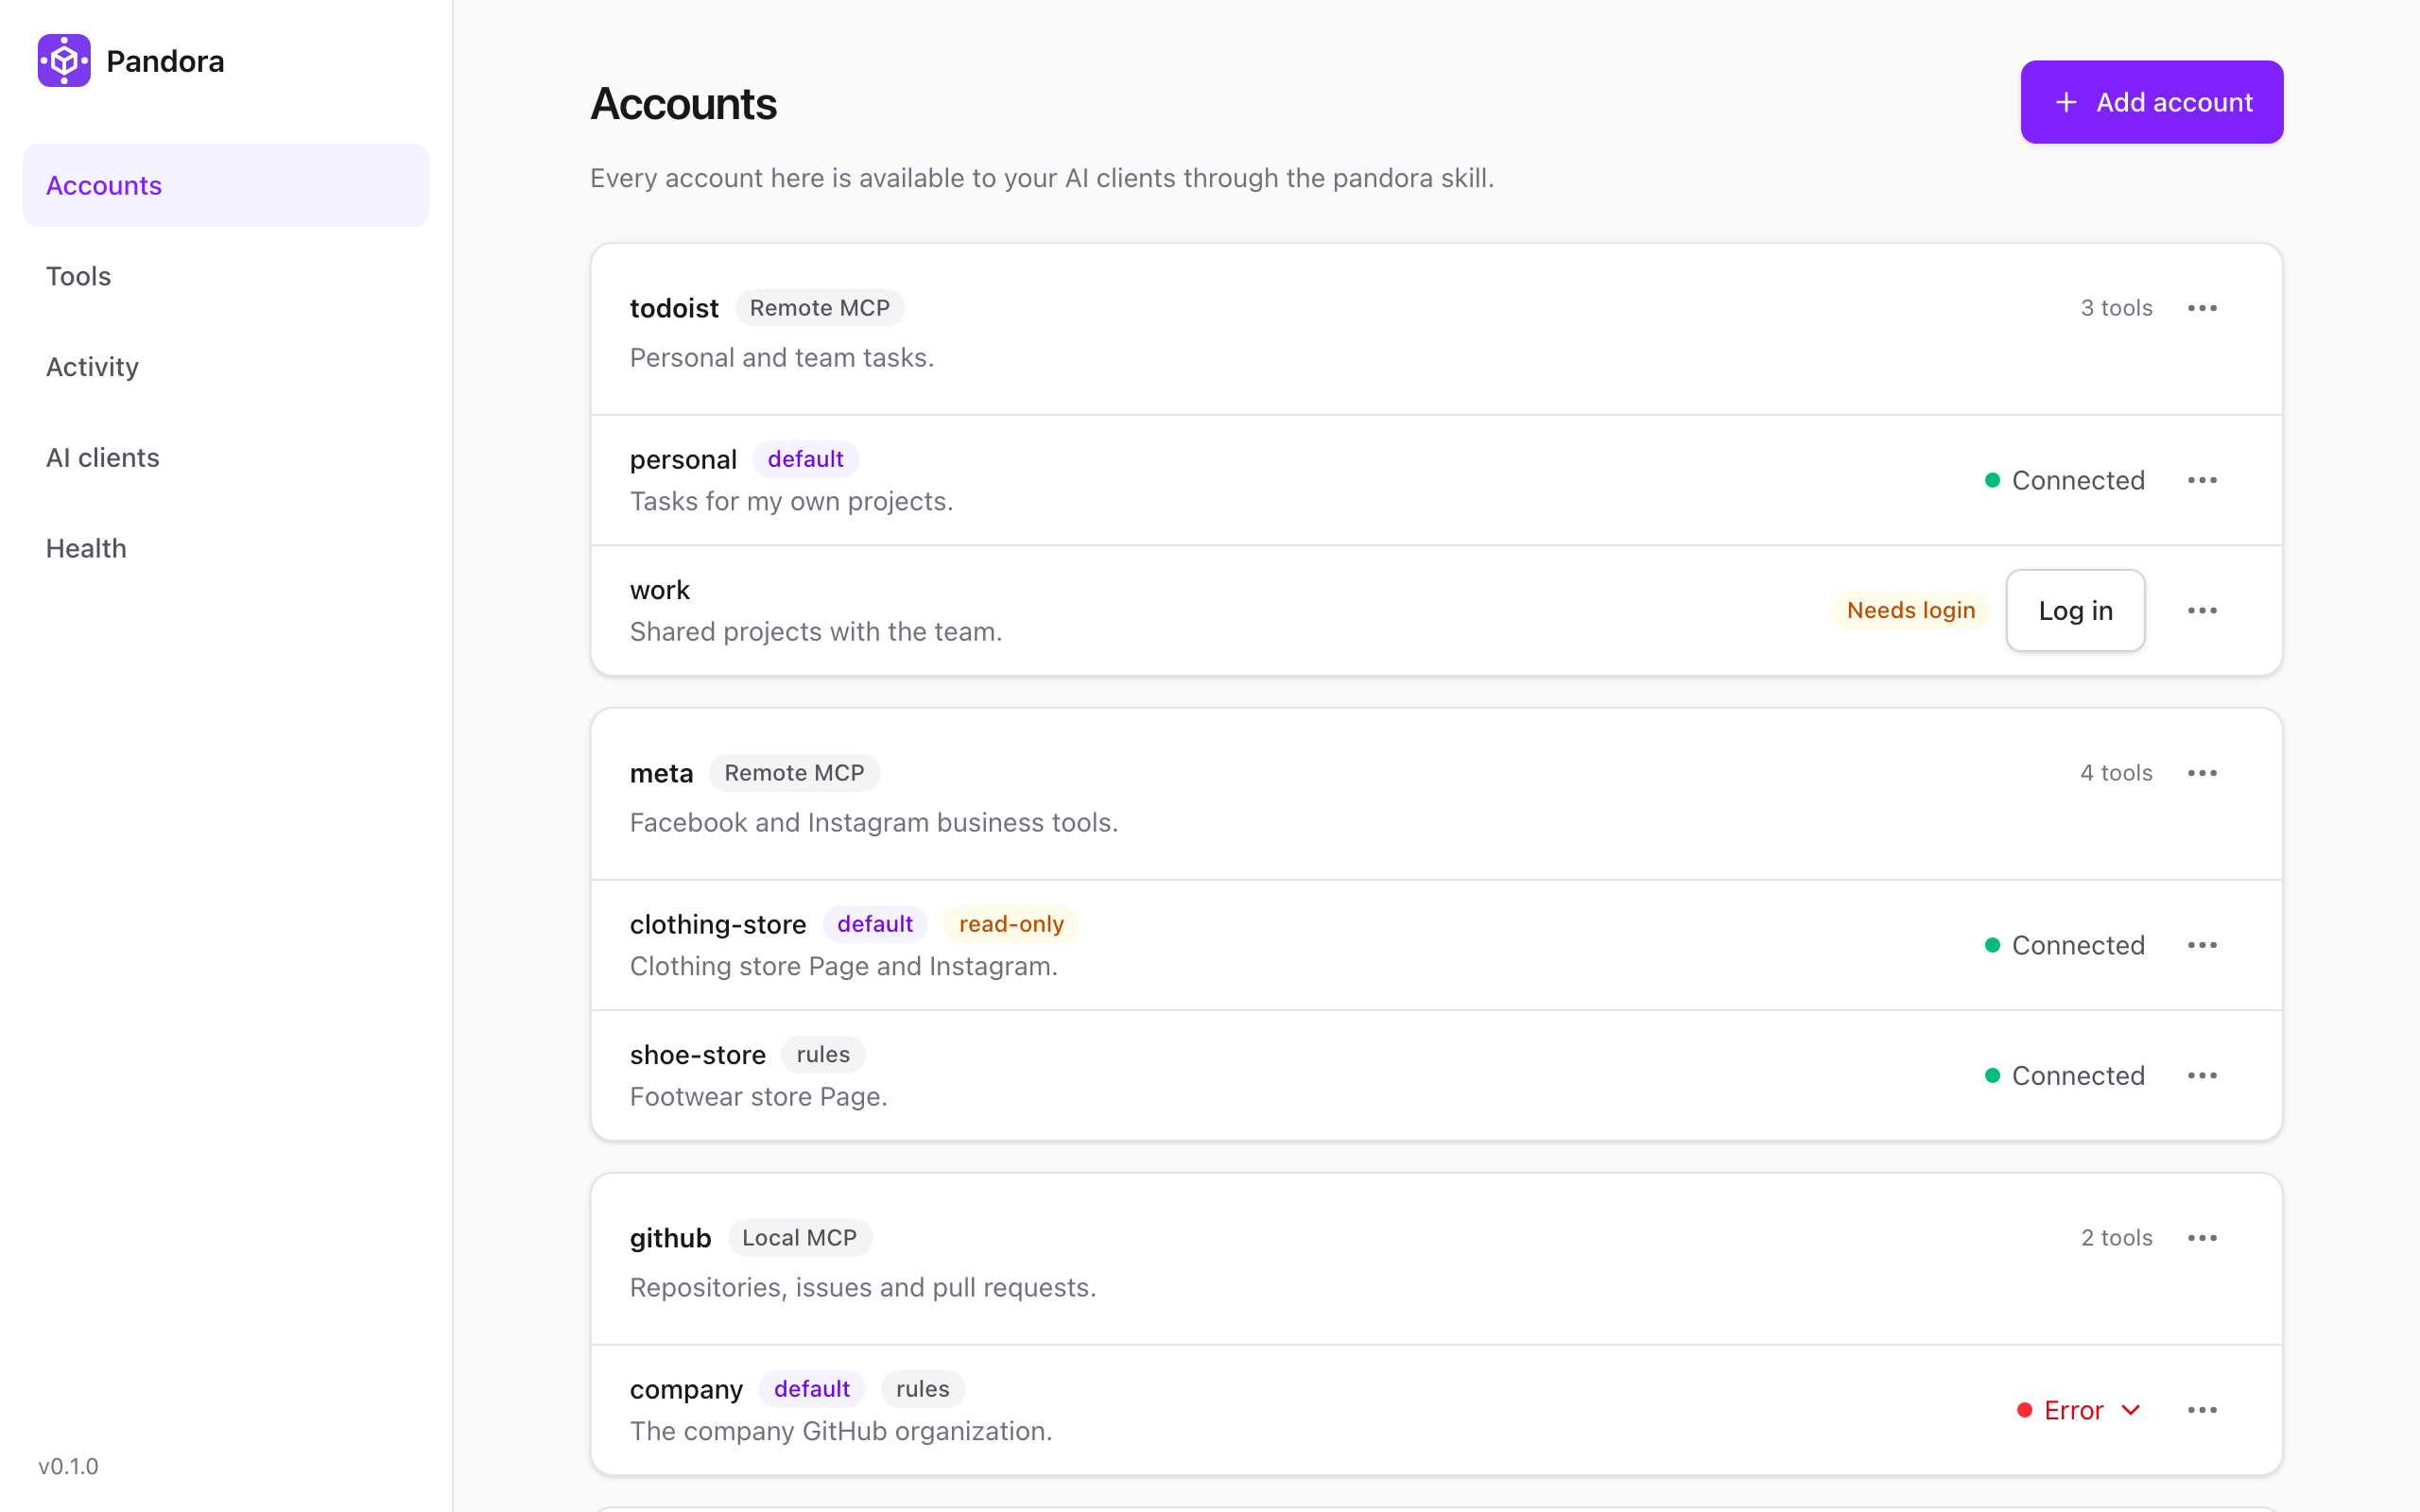 Pandora
Accounts
Tools
Activity
AI clients
Health
v0.1.0
Accounts
+ Add account
Every account here is available to your AI clients through the pandora skill.
todoist Remote MCP 3 tools
Personal and team tasks.
personal default Connected
Tasks for my own projects.
work Needs login Log in
Shared projects with the team.
meta Remote MCP 4 tools
Facebook and Instagram business tools.
clothing-store default read-only Connected
Clothing store Page and Instagram.
shoe-store rules Connected
Footwear store Page.
github Local MCP 2 tools
Repositories, issues and pull requests.
company default rules Error
The company GitHub organization.